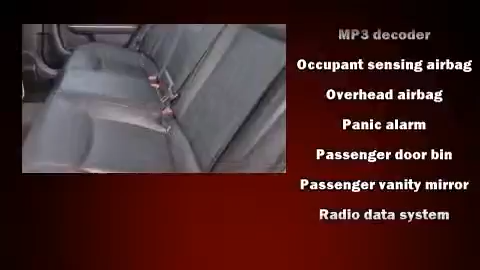 MP3 decoder
Occupant sensing airbag
Overhead airbag
Panic alarm
Passenger door bin
Passenger vanity mirror
Radio data system